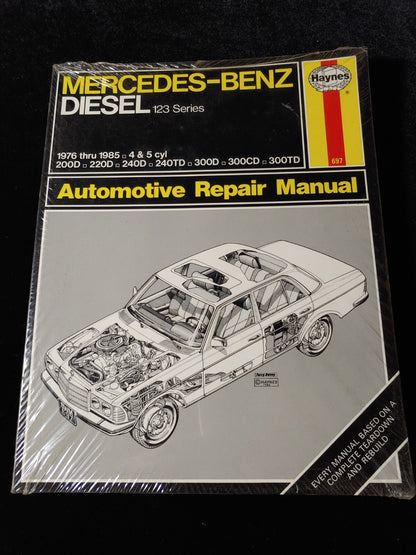 MERCEDES-BENZ
DIESEL 123 Series
Haynes
®
1976 thru 1985 □ 4 & 5 cyl
200D □ 220D □ 240D □ 240TD □ 300D □ 300CD □ 300TD
697
Automotive Repair Manual
© HAYNES
EVERY MANUAL BASED ON A
COMPLETE TEARDOWN
AND REBUILD